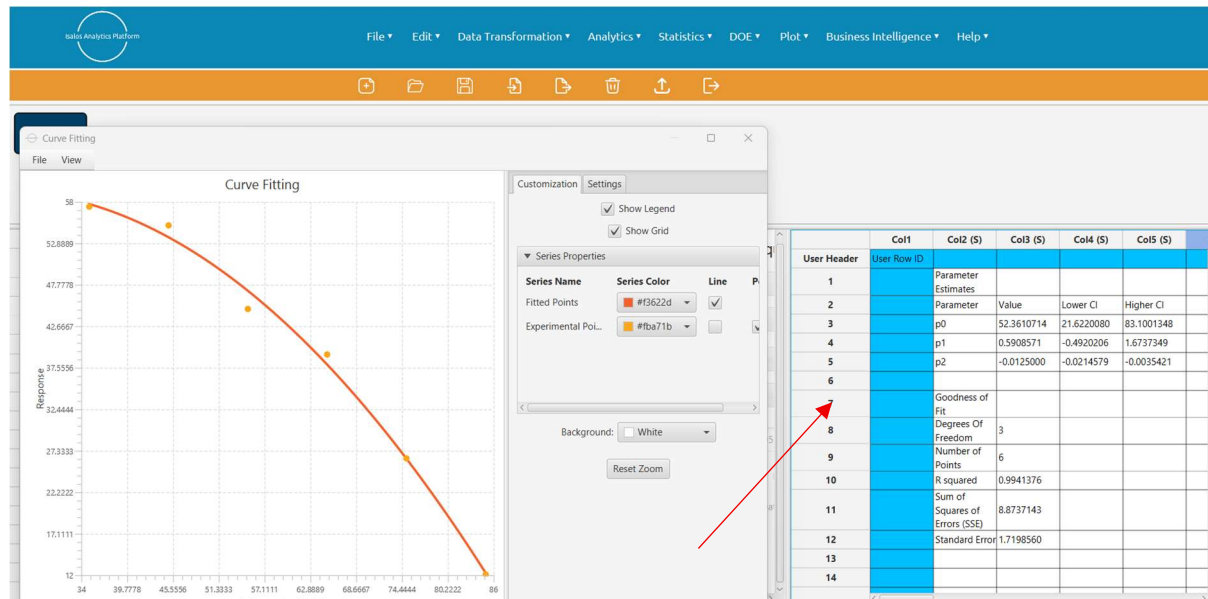 Isalos Analytics Platform
File ▾ Edit ▾ Data Transformation ▾ Analytics ▾ Statistics ▾ DOE ▾ Plot ▾ Business Intelligence ▾ Help ▾
Curve Fitting
File View
Curve Fitting
Response
58
52.8889
47.7778
42.6667
37.5556
32.4444
27.3333
22.2222
17.1111
12
34 39.7778 45.5556 51.3333 57.1111 62.8889 68.6667 74.4444 80.2222 86
Customization Settings
Show Legend
Show Grid
▼ Series Properties
Series Name Series Color Line
Fitted Points #f3622d
Experimental Poi... #fba71b
Background: White
Reset Zoom
Col1 Col2 (S) Col3 (S) Col4 (S) Col5 (S)
User Header User Row ID
1 Parameter
Estimates
2 Parameter Value Lower CI Higher CI
3 p0 52.3610714 21.6220080 83.1001348
4 p1 0.5908571 -0.4920206 1.6737349
5 p2 -0.0125000 -0.0214579 -0.0035421
6
7 Goodness of
Fit
8 Degrees Of
Freedom 3
9 Number of
Points 6
10 R squared 0.9941376
11 Sum of
Squares of
Errors (SSE) 8.8737143
12 Standard Error 1.7198560
13
14